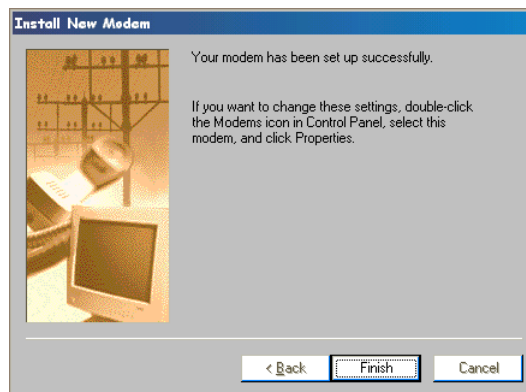 Install New Modem
Your modem has been set up successfully.
If you want to change these settings, double-click
the Modems icon in Control Panel, select this
modem, and click Properties.
< Back
Finish
Cancel